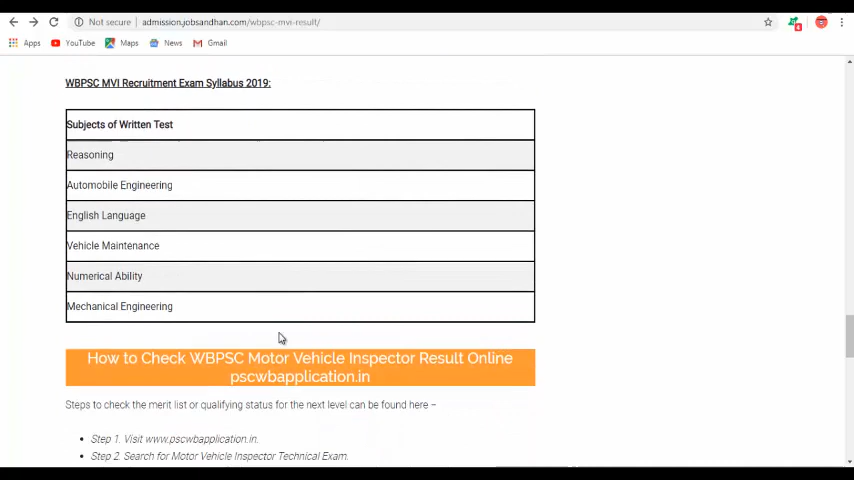 Not secure | admission.jobsandhan.com/wbpsc-mvi-result/
Apps YouTube Maps News Gmail
WBPSC MVI Recruitment Exam Syllabus 2019:
Subjects of Written Test
Reasoning
Automobile Engineering
English Language
Vehicle Maintenance
Numerical Ability
Mechanical Engineering
How to Check WBPSC Motor Vehicle Inspector Result Online
pscwbapplication.in
Steps to check the merit list or qualifying status for the next level can be found here –
• Step 1. Visit www.pscwbapplication.in.
• Step 2. Search for Motor Vehicle Inspector Technical Exam.